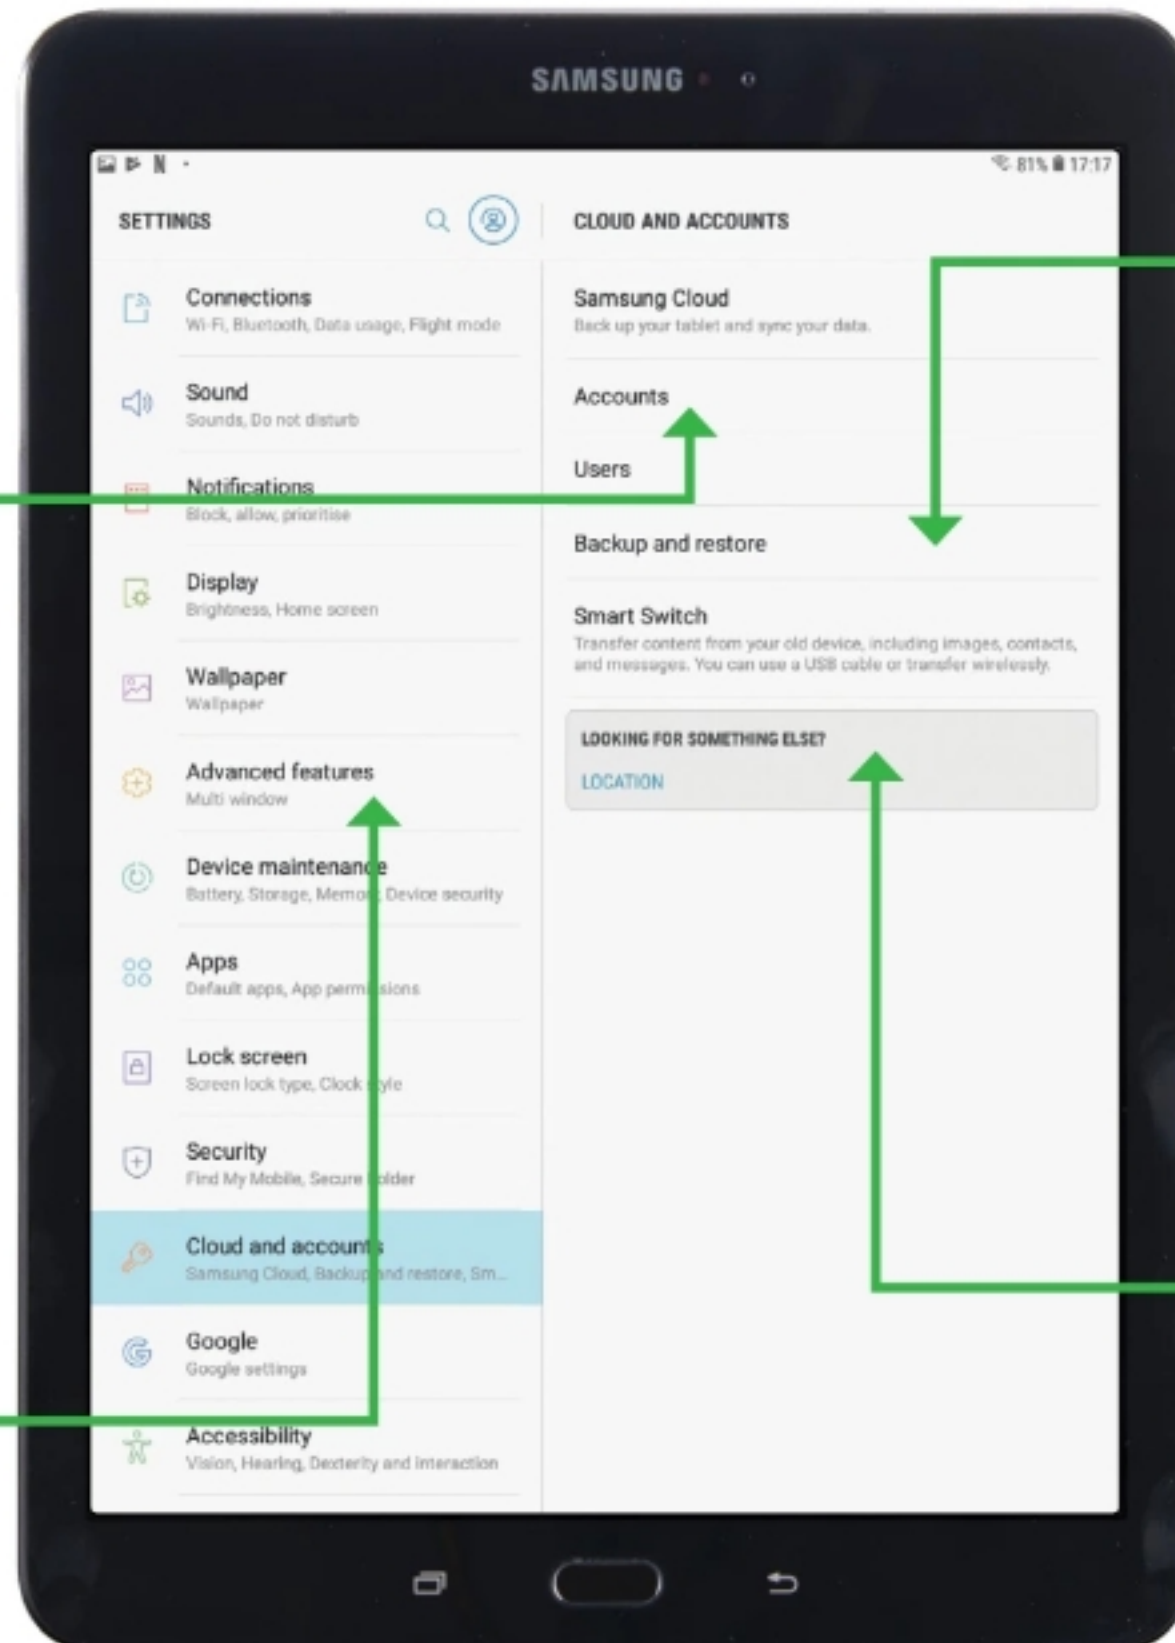 SAMSUNG
81% 17:17
SETTINGS
Connections
Wi-Fi, Bluetooth, Data usage, Flight mode
Sound
Sounds, Do not disturb
Notifications
Block, allow, prioritise
Display
Brightness, Home screen
Wallpaper
Wallpaper
Advanced features
Multi window
Device maintenance
Battery, Storage, Memory, Device security
Apps
Default apps, App permissions
Lock screen
Screen lock type, Clock style
Security
Find My Mobile, Secure Folder
Cloud and accounts
Samsung Cloud, Backup and restore, Sm...
Google
Google settings
Accessibility
Vision, Hearing, Dexterity and interaction
CLOUD AND ACCOUNTS
Samsung Cloud
Back up your tablet and sync your data.
Accounts
Users
Backup and restore
Smart Switch
Transfer content from your old device, including images, contacts,
and messages. You can use a USB cable or transfer wirelessly.
LOOKING FOR SOMETHING ELSE?
LOCATION